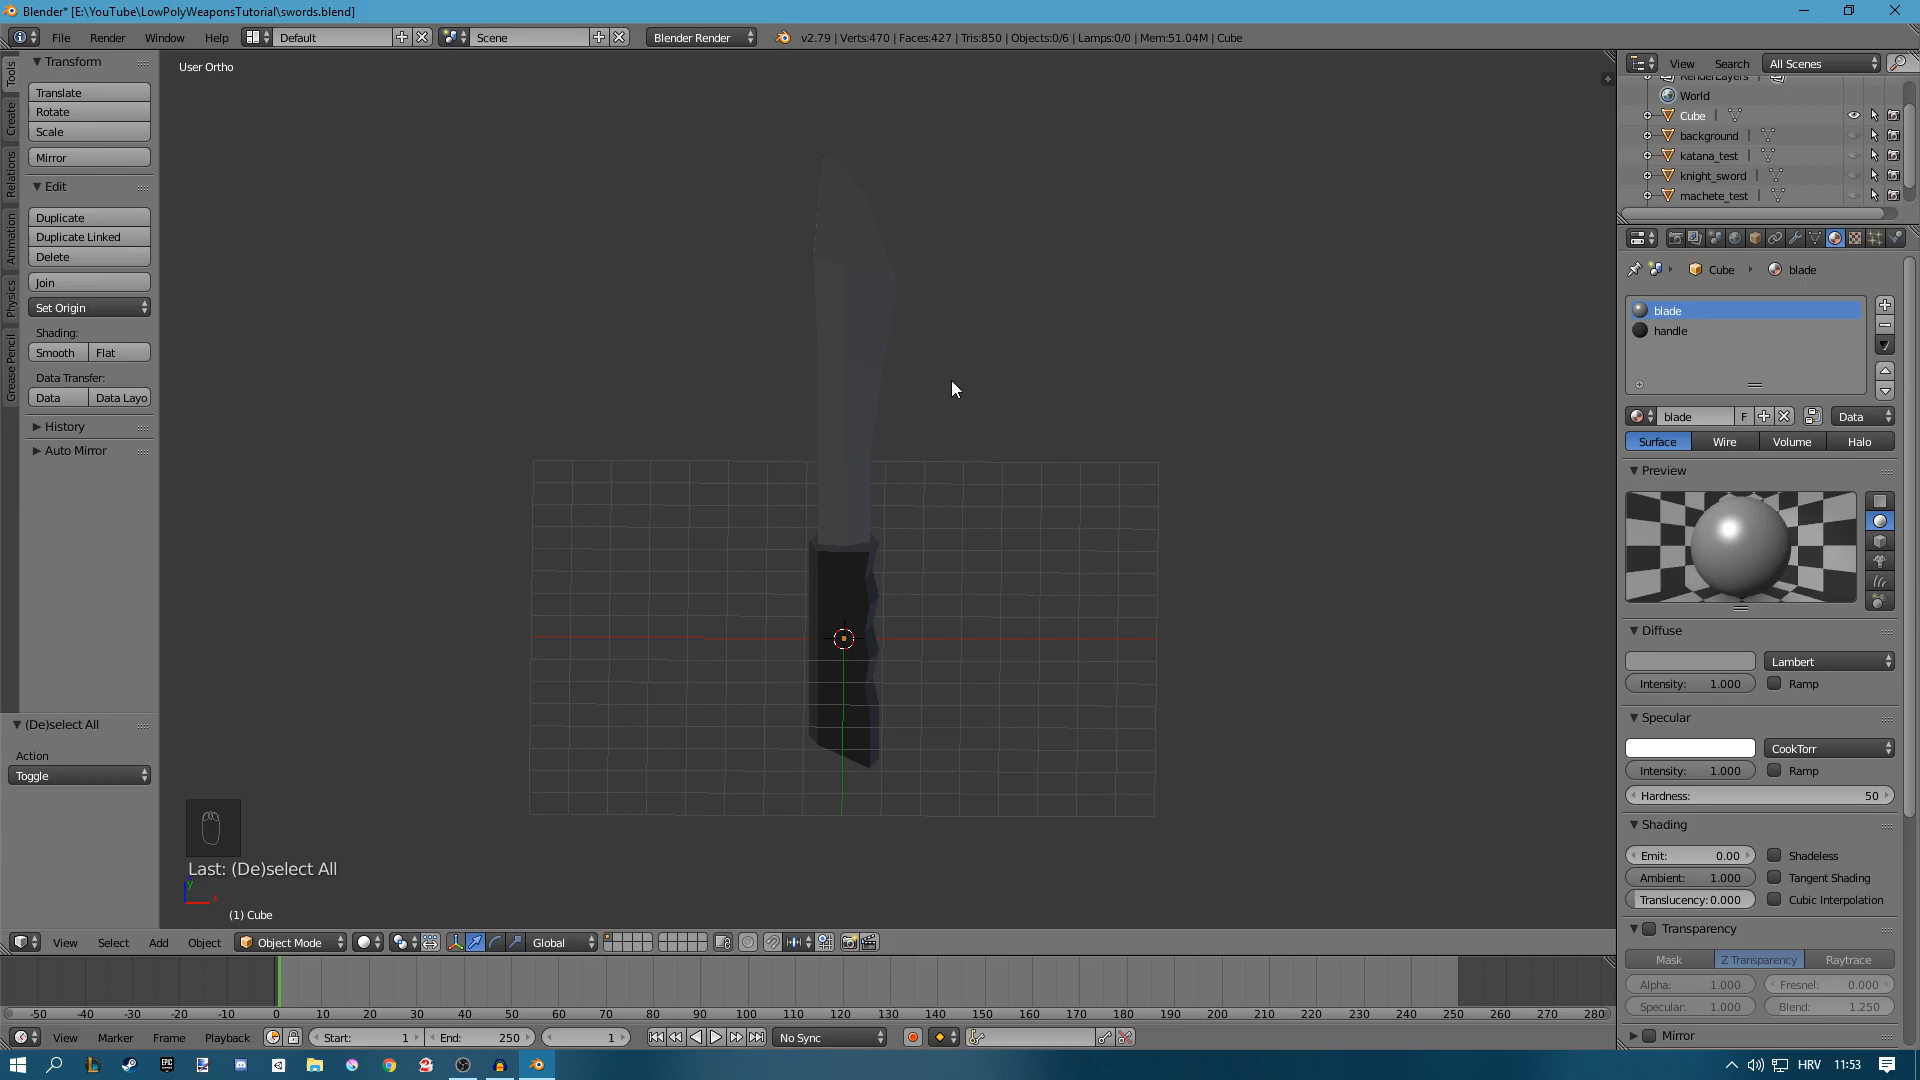 Blender* [E:\YouTube\LowPolyWeaponsTutorial\swords.blend]
File Render Window Help Default Scene Blender Render v2.79 | Verts:470 | Faces:427 | Tris:850 | Objects:0/6 | Lamps:0/0 | Mem:51.04M | Cube
Tools
Create
Relations
Animation
Physics
Grease Pencil
Transform
Translate
Rotate
Scale
Mirror
Edit
Duplicate
Duplicate Linked
Delete
Join
Set Origin
Shading:
Smooth Flat
Data Transfer:
Data Data Layo
History
Auto Mirror
(De)select All
Action
Toggle
User Ortho
Last: (De)select All
y
x
(1) Cube
View Select Add Object Object Mode Global
-50 -40 -30 -20 -10 0 10 20 30 40 50 60 70 80 90 100 110 120 130 140 150 160 170 180 190 200 210 220 230 240 250 260 270 280
View Marker Frame Playback Start: 1 End: 250 1 No Sync
View Search All Scenes
RenderLayers
World
Cube
background
katana_test
knight_sword
machete_test
Cube blade
blade
handle
blade F Data
Surface Wire Volume Halo
Preview
Diffuse
Lambert
Intensity: 1.000 Ramp
Specular
CookTorr
Intensity: 1.000 Ramp
Hardness: 50
Shading
Emit: 0.00 Shadeless
Ambient: 1.000 Tangent Shading
Translucency: 0.000 Cubic Interpolation
Transparency
Mask Z Transparency Raytrace
Alpha: 1.000 Fresnel: 0.000
Specular: 1.000 Blend: 1.250
Mirror
EPIC HRV 11:53